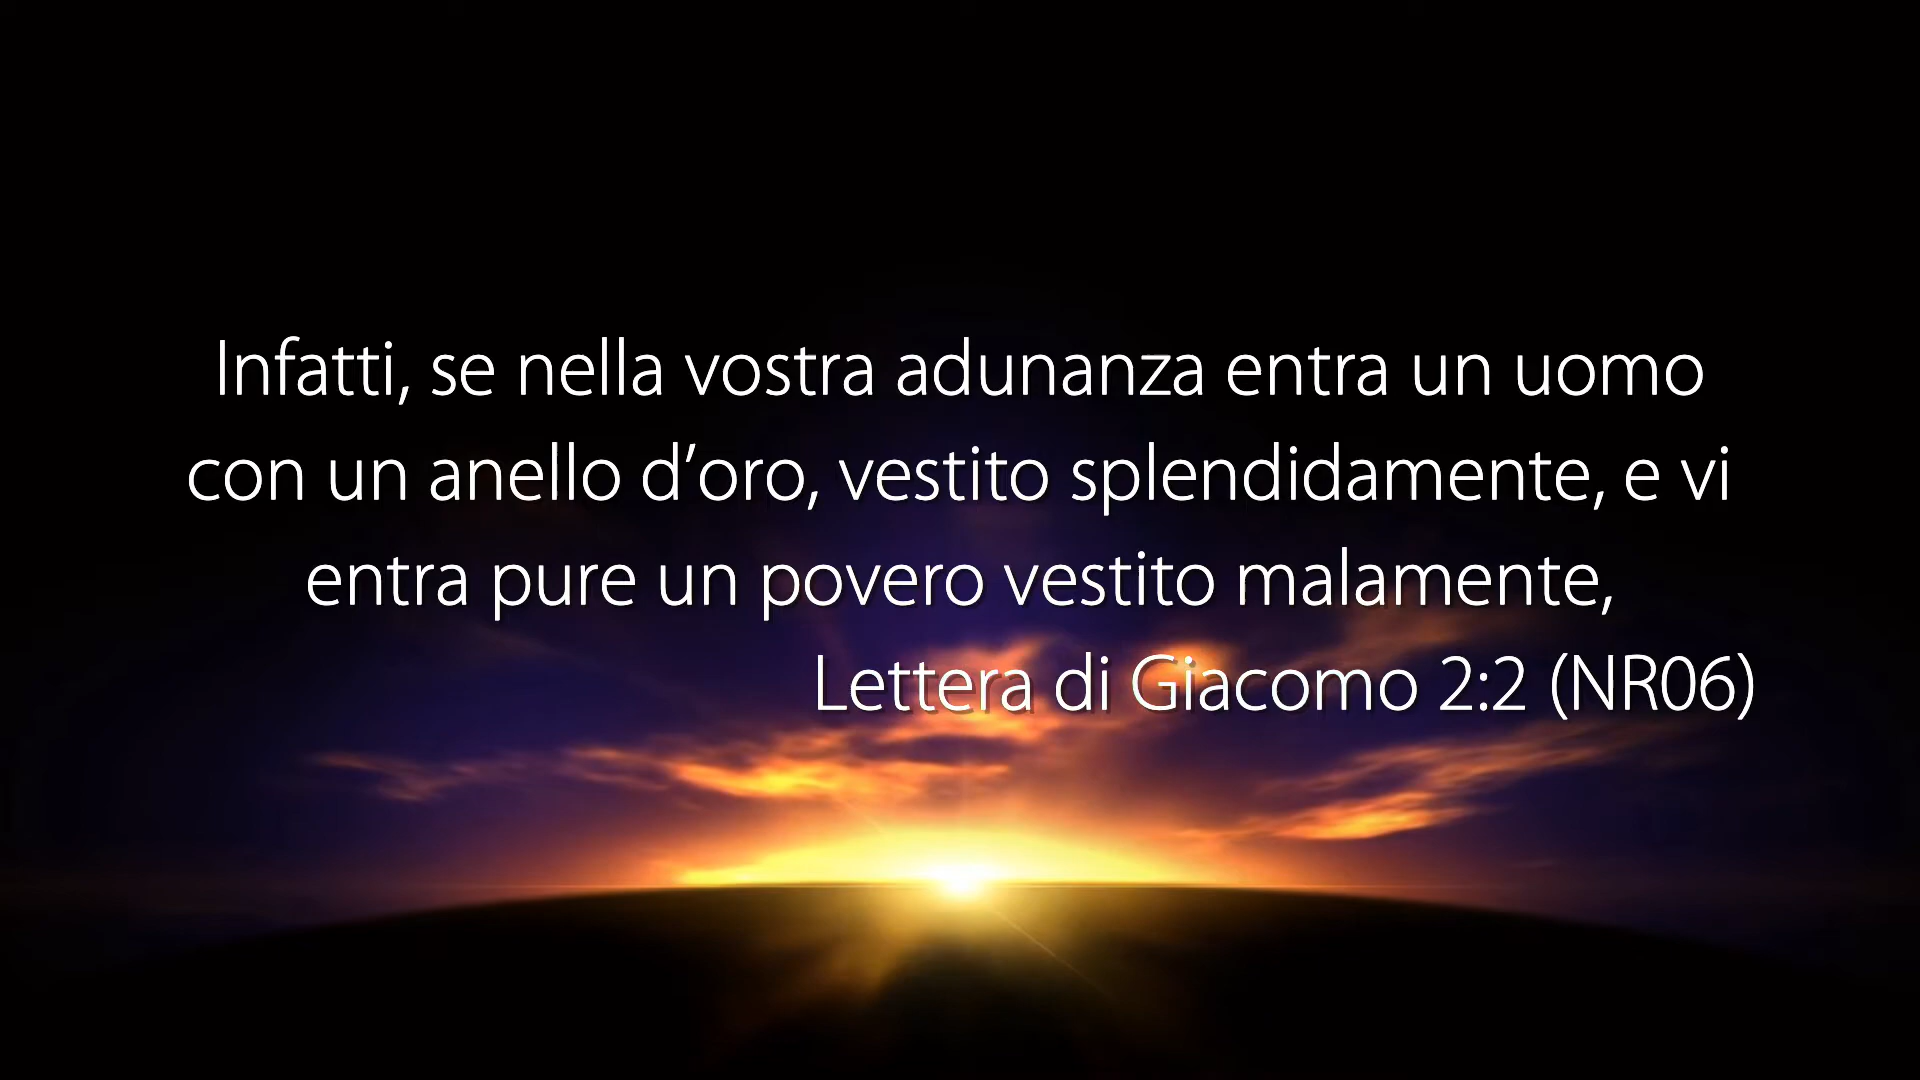 Infatti, se nella vostra adunanza entra un uomo
con un anello d’oro, vestito splendidamente, e vi
entra pure un povero vestito malamente,
Lettera di Giacomo 2:2 (NR06)